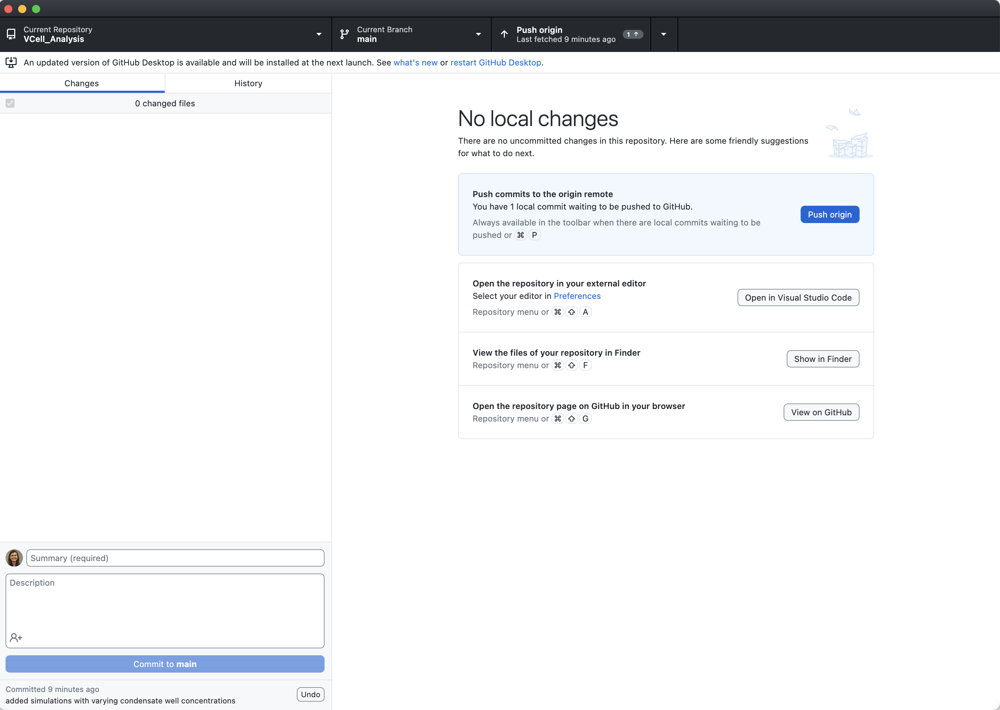 Current Repository
VCell_Analysis
Current Branch
main
Push origin
Last fetched 9 minutes ago
1 ↑
An updated version of GitHub Desktop is available and will be installed at the next launch. See what's new or restart GitHub Desktop.
Changes
History
0 changed files
No local changes
There are no uncommitted changes in this repository. Here are some friendly suggestions
for what to do next.
Push commits to the origin remote
You have 1 local commit waiting to be pushed to GitHub.
Always available in the toolbar when there are local commits waiting to be
pushed or ⌘ P
Push origin
Open the repository in your external editor
Select your editor in Preferences
Repository menu or ⌘ ⇧ A
Open in Visual Studio Code
View the files of your repository in Finder
Repository menu or ⌘ ⇧ F
Show in Finder
Open the repository page on GitHub in your browser
Repository menu or ⌘ ⇧ G
View on GitHub
Summary (required)
Description
Commit to main
Committed 9 minutes ago
added simulations with varying condensate well concentrations
Undo